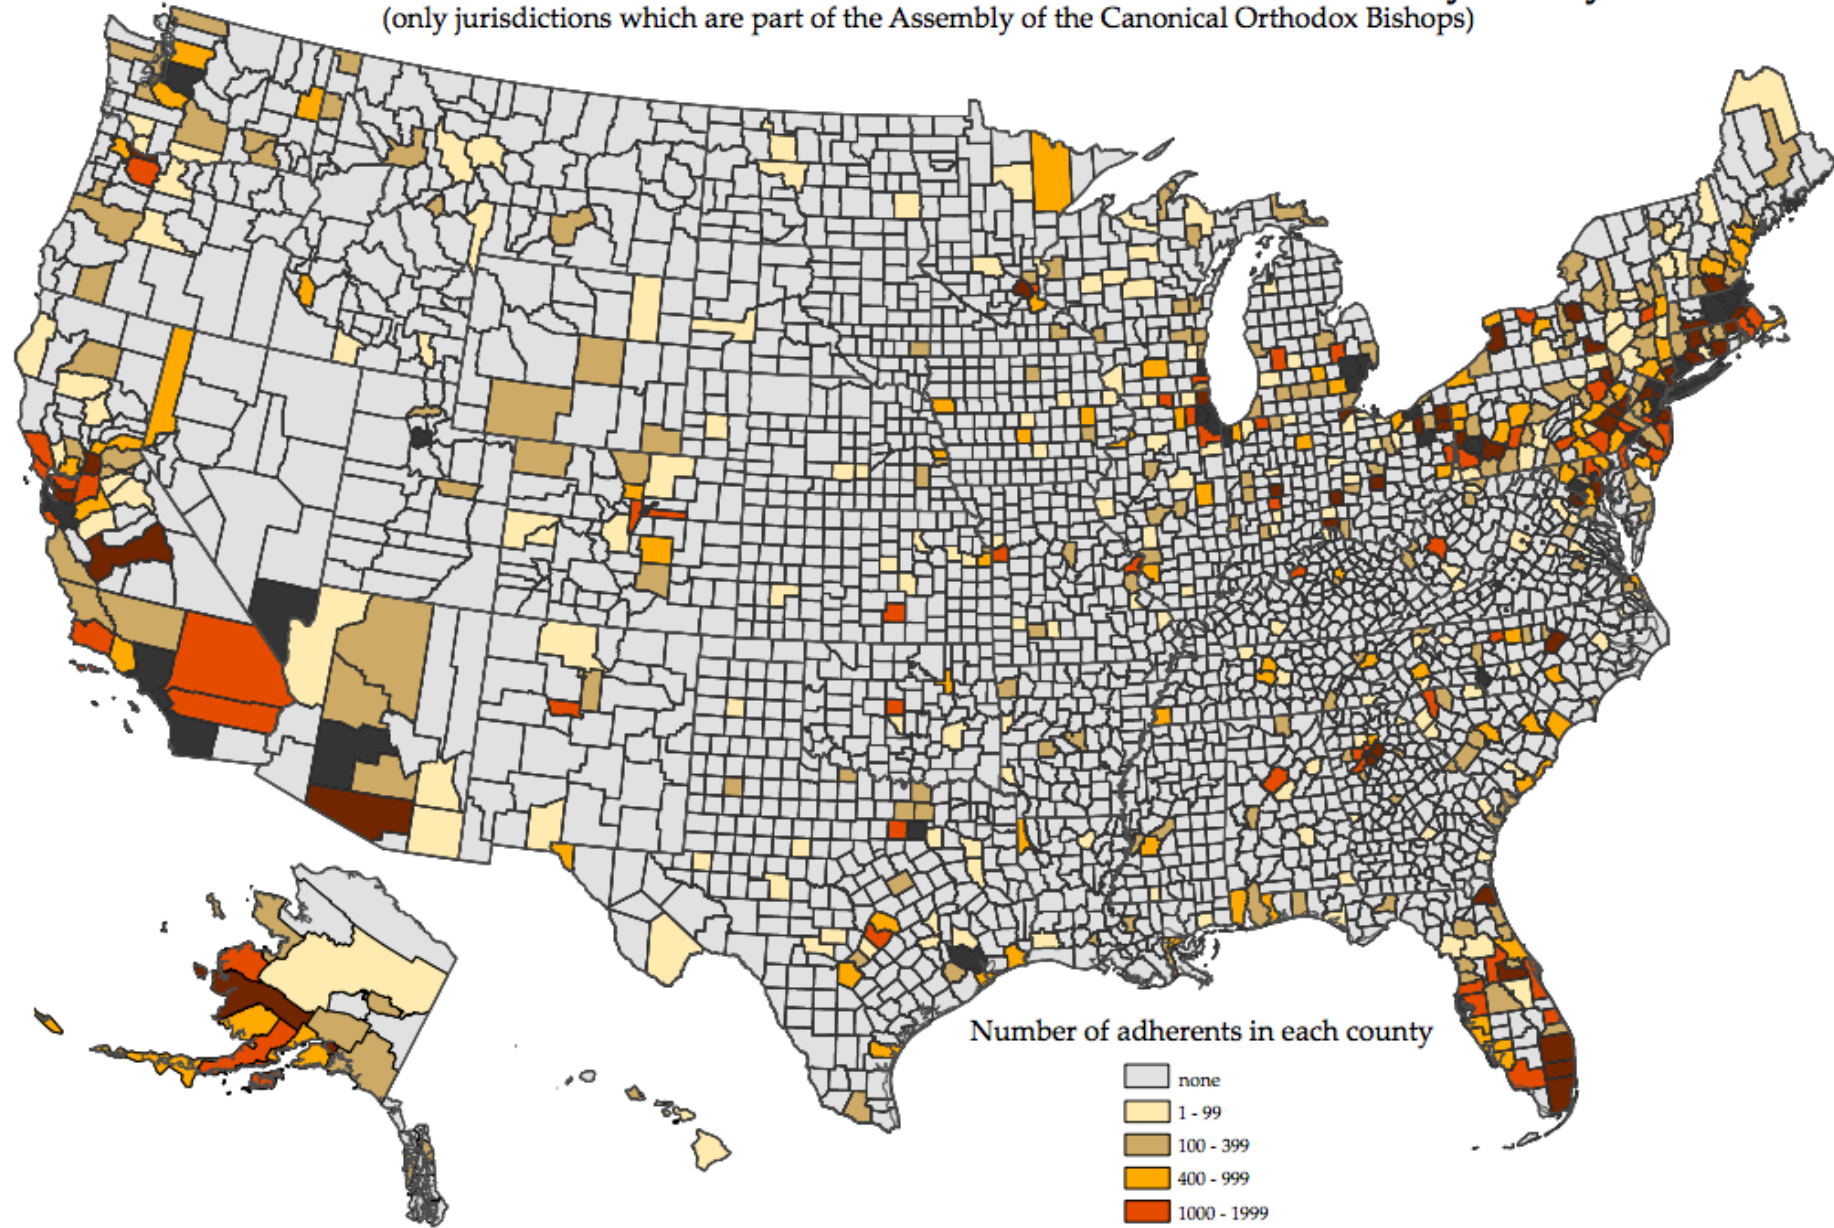 (only jurisdictions which are part of the Assembly of the Canonical Orthodox Bishops)
Number of adherents in each county
none
1 - 99
100 - 399
400 - 999
1000 - 1999